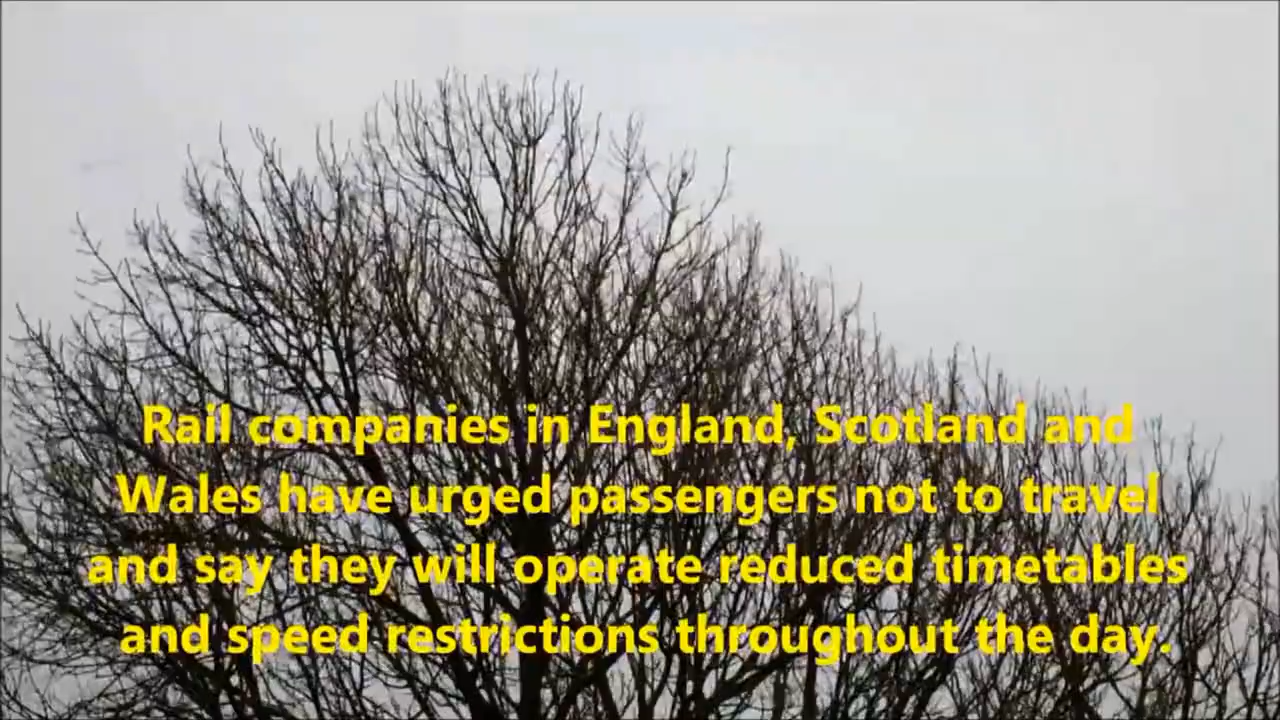 Rail companies in England, Scotland and
Wales have urged passengers not to travel
and say they will operate reduced timetables
and speed restrictions throughout the day.